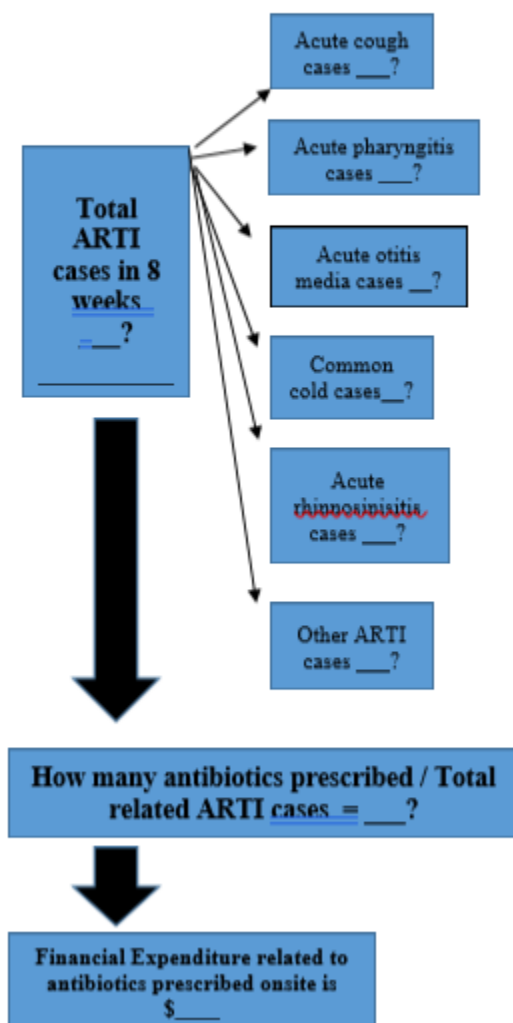 Acute cough
cases ___?
Acute pharyngitis
cases ___?
Total
ARTI
cases in 8
weeks
=___?
Acute otitis
media cases __?
Common
cold cases__?
Acute
rhinnosinisitis
cases ___?
Other ARTI
cases ___?
How many antibiotics prescribed / Total
related ARTI cases = ___?
Financial Expenditure related to
antibiotics prescribed onsite is
$____